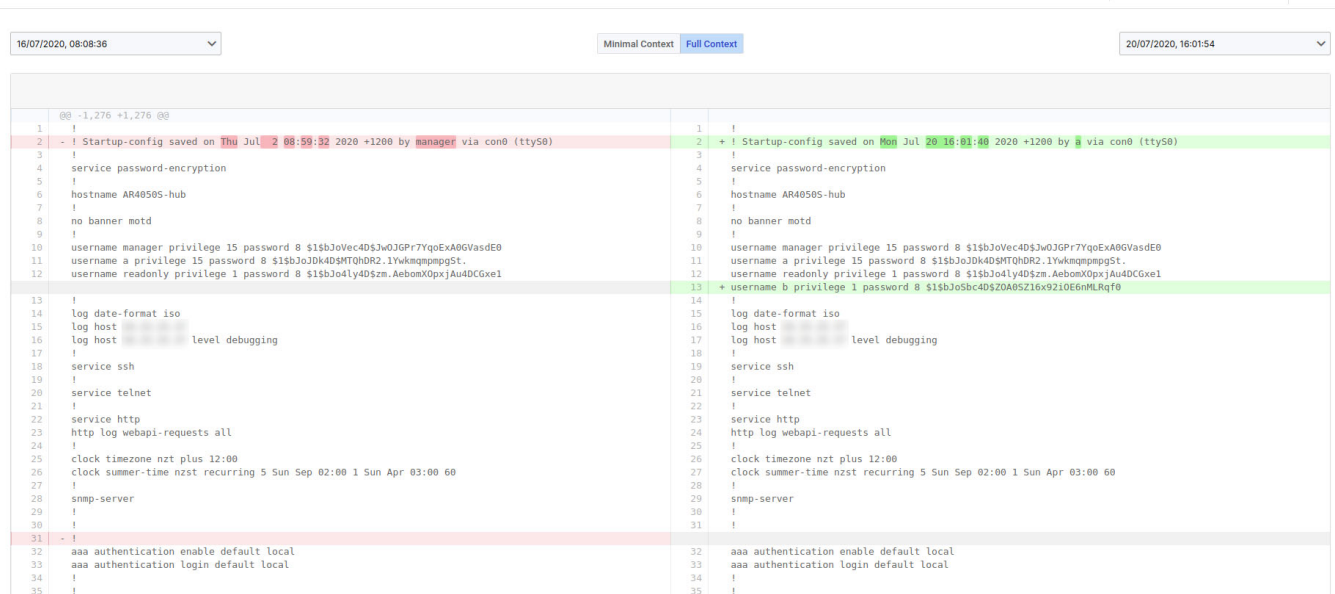 16/07/2020, 08:08:36
Minimal Context Full Context
20/07/2020, 16:01:54
@@ -1,276 +1,276 @@
1 !
2 - ! Startup-config saved on Thu Jul  2 08:59:32 2020 +1200 by manager via con0 (ttyS0)
3 !
4 service password-encryption
5 !
6 hostname AR4050S-hub
7 !
8 no banner motd
9 !
10 username manager privilege 15 password 8 $1$bJoVec4D$JwOJGPr7YqoExA0GVasdE0
11 username a privilege 15 password 8 $1$bJoJDk4D$MTQhDR2.1Ywkmqmpmpgst.
12 username readonly privilege 1 password 8 $1$bJo4ly4D$zm.AebomXOpxjAu4DCGxe1
13 !
14 log date-format iso
15 log host
16 log host level debugging
17 !
18 service ssh
19 !
20 service telnet
21 !
22 service http
23 http log webapi-requests all
24 !
25 clock timezone nzt plus 12:00
26 clock summer-time nzst recurring 5 Sun Sep 02:00 1 Sun Apr 03:00 60
27 !
28 snmp-server
29 !
30 !
31 - !
32 aaa authentication enable default local
33 aaa authentication login default local
34 !
35 !
1 !
2 + ! Startup-config saved on Mon Jul 20 16:01:40 2020 +1200 by a via con0 (ttyS0)
3 !
4 service password-encryption
5 !
6 hostname AR4050S-hub
7 !
8 no banner motd
9 !
10 username manager privilege 15 password 8 $1$bJoVec4D$JwOJGPr7YqoExA0GVasdE0
11 username a privilege 15 password 8 $1$bJoJDk4D$MTQhDR2.1Ywkmqmpmpgst.
12 username readonly privilege 1 password 8 $1$bJo4ly4D$zm.AebomXOpxjAu4DCGxe1
13 + username b privilege 1 password 8 $1$bJoSbc4D$ZOA0SZ16x92iOE6nMLRqf0
14 !
15 log date-format iso
16 log host
17 log host level debugging
18 !
19 service ssh
20 !
21 service telnet
22 !
23 service http
24 http log webapi-requests all
25 !
26 clock timezone nzt plus 12:00
27 clock summer-time nzst recurring 5 Sun Sep 02:00 1 Sun Apr 03:00 60
28 !
29 snmp-server
30 !
31 !
32 aaa authentication enable default local
33 aaa authentication login default local
34 !
35 !